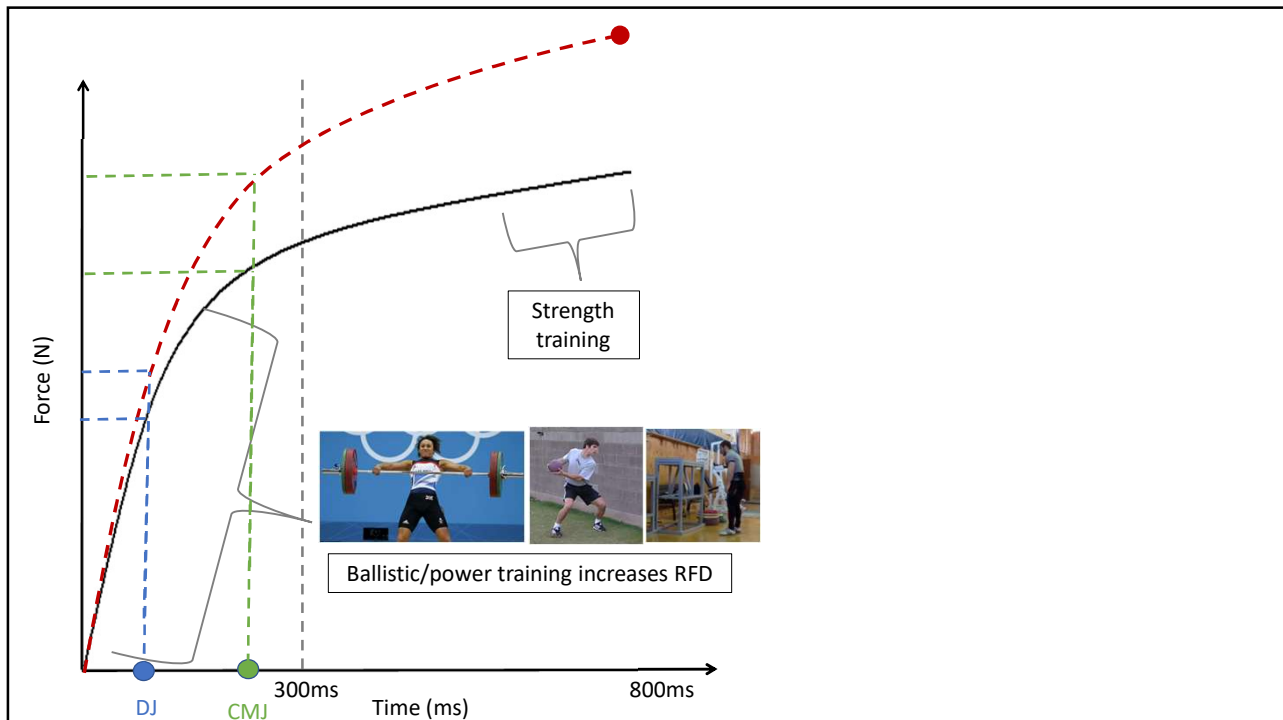 Force (N)
Strength
training
Ballistic/power training increases RFD
300ms
800ms
DJ
CMJ
Time (ms)